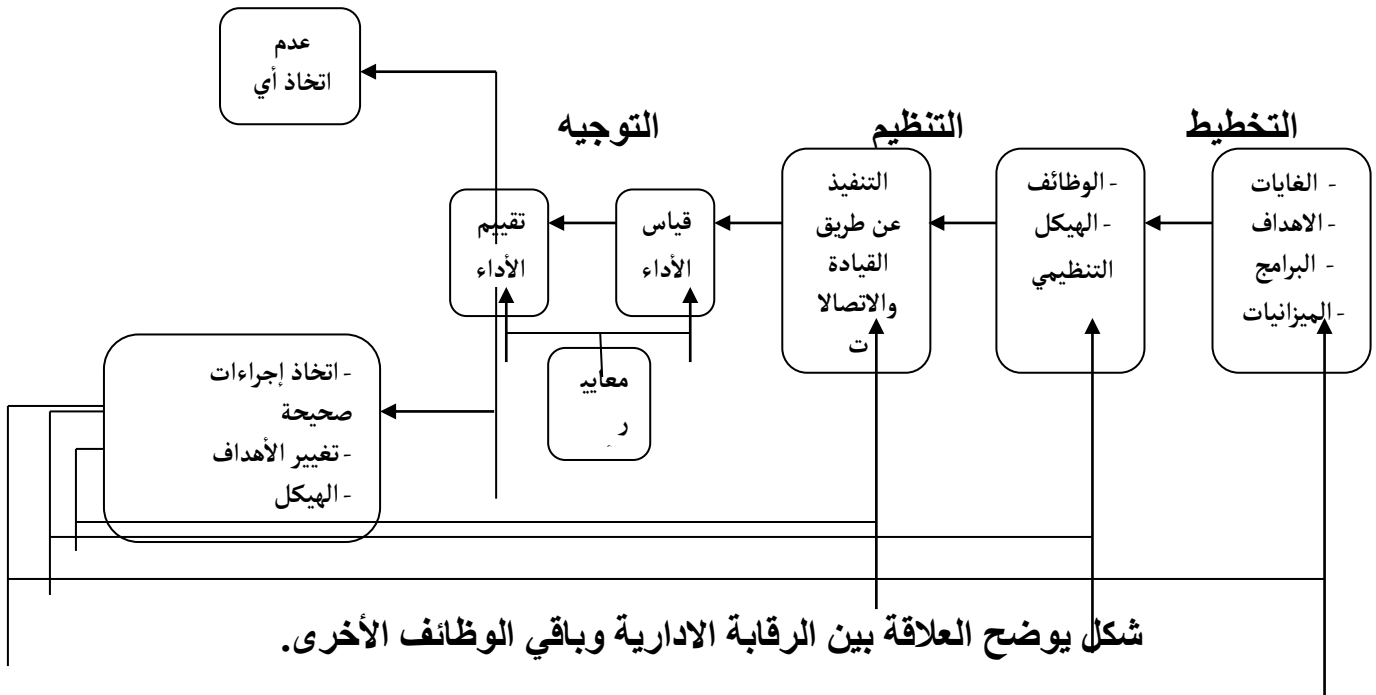 عدم
اتخاذ أي
التخطيط
التنظيم
التوجيه
- الغايات
- الاهداف
- البرامج
- الميزانيات
- الوظائف
- الهيكل
التنظيمي
التنفيذ
عن طريق
القيادة
والاتصالا
ت
قياس
الأداء
تقييم
الأداء
معايي
ر
- اتخاذ إجراءات
صحيحة
- تغيير الأهداف
- الهيكل
شكل يوضح العلاقة بين الرقابة الادارية وباقي الوظائف الأخرى.